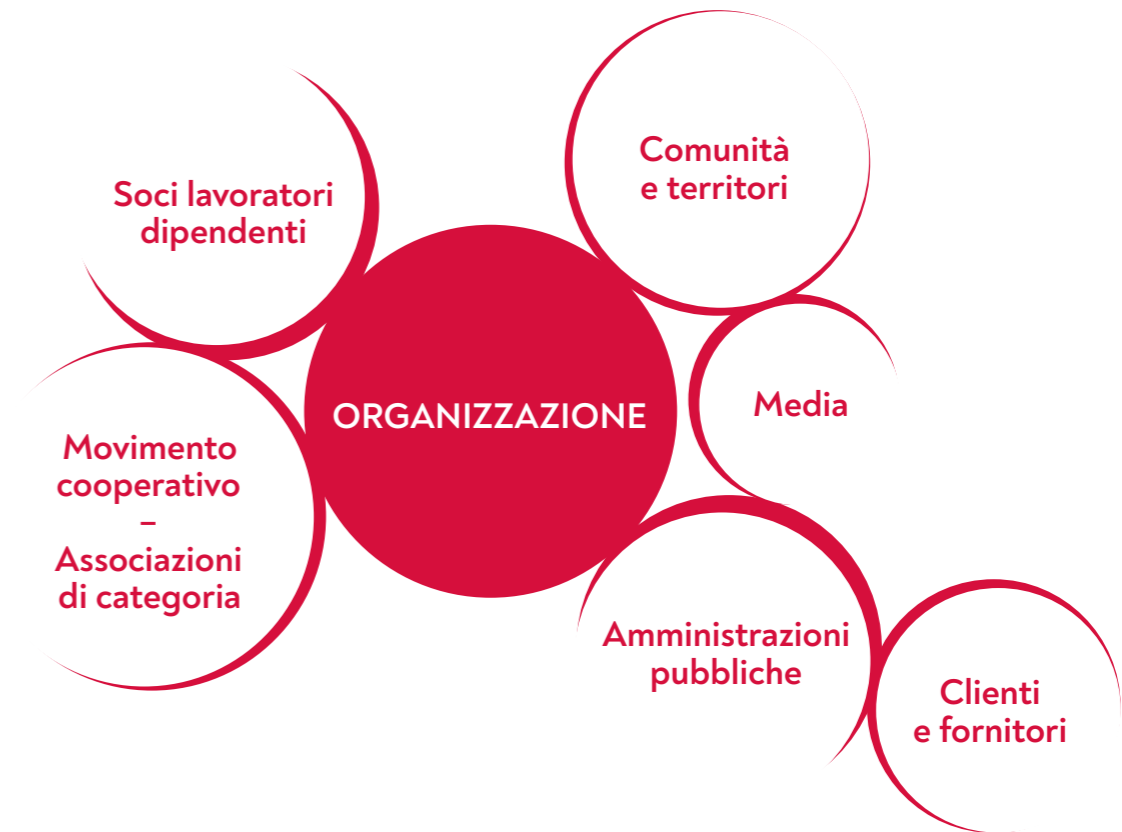 Comunità
e territori
Soci lavoratori
dipendenti
ORGANIZZAZIONE
Media
Movimento
cooperativo
–
Associazioni
di categoria
Amministrazioni
pubbliche
Clienti
e fornitori